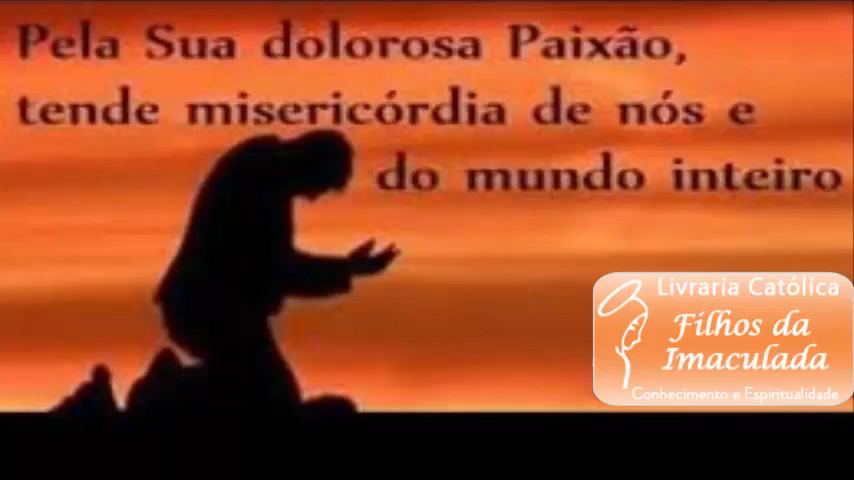 Pela Sua dolorosa Paixão,
tende misericórdia de nós e
do mundo inteiro
Livraria Católica
Filhos da
Imaculada
Conhecimento e Espiritualidade